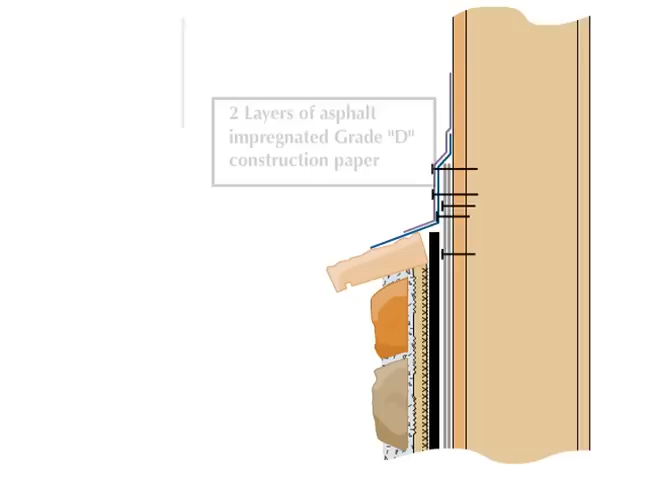 2 Layers of asphalt
impregnated Grade "D"
construction paper